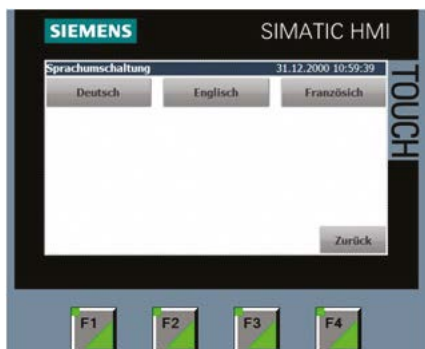 SIEMENS SIMATIC HMI
Sprachumschaltung 31.12.2000 10:59:39
TOUCH
Deutsch Englisch Französich
Zurück
F1 F2 F3 F4